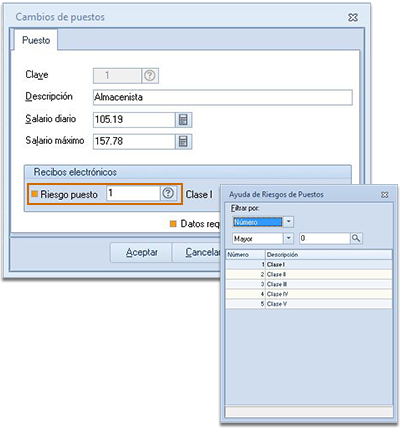 Cambios de puestos
Puesto
Clave 1
Descripción Almacenista
Salario diario 105.19
Salario máximo 157.78
Recibos electrónicos
Riesgo puesto 1 Clase I
Datos req
Aceptar Cancelar
Ayuda de Riesgos de Puestos
Filtrar por:
Número
Mayor 0
Número Descripción
1 Clase I
2 Clase II
3 Clase III
4 Clase IV
5 Clase V